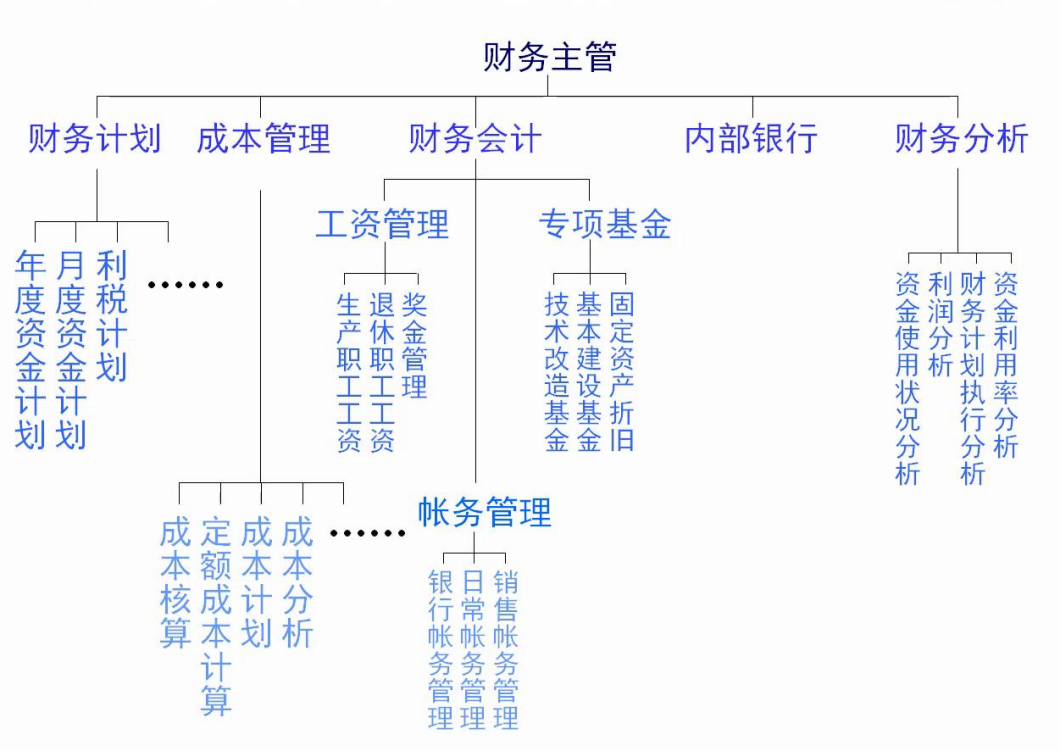 财务主管
财务计划
成本管理
财务会计
内部银行
财务分析
工资管理
专项基金
年度资金计划
月度资金计划
利税计划
……
生产职工工资
退休职工工资
奖金管理
技术改造基金
基本建设基金
固定资产折旧
资金使用状况分析
利润分析
财务计划执行分析
资金利用率分析
帐务管理
成本核算
定额成本计算
成本计划
成本分析
……
银行帐务管理
日常帐务管理
销售帐务管理